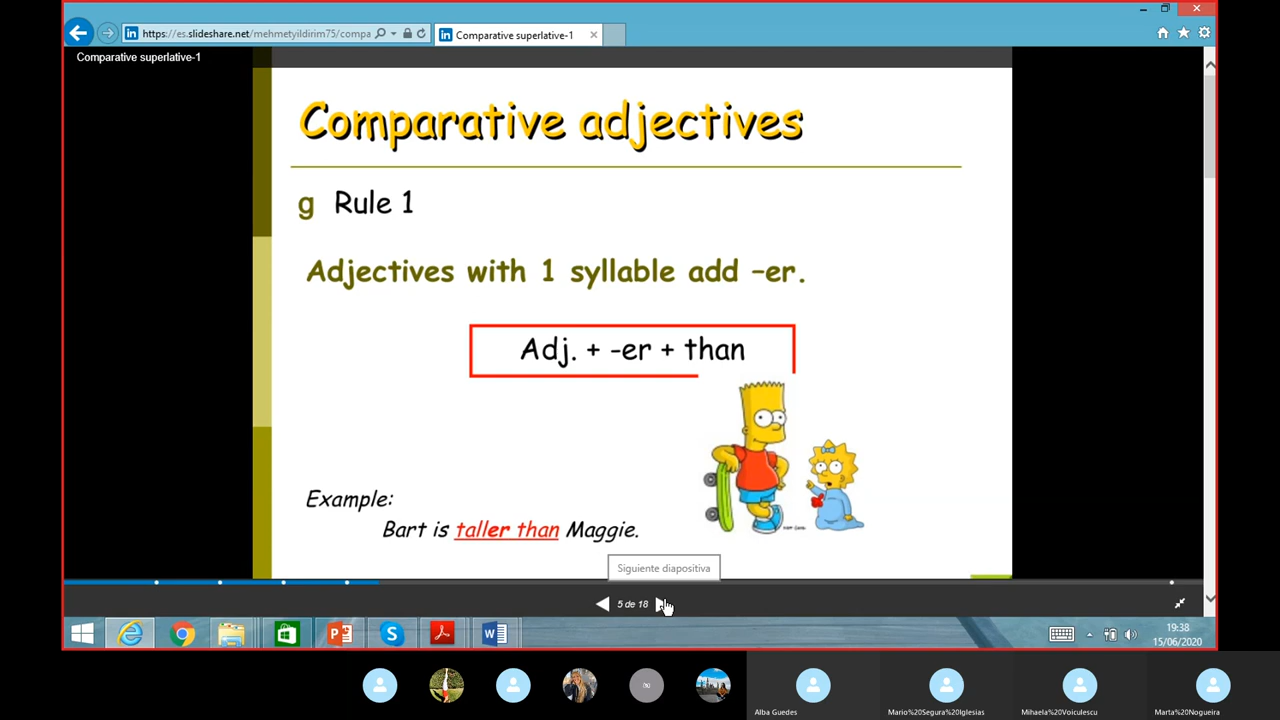 https://es.slideshare.net/mehmetyildirim75/compa
Comparative superlative-1
Comparative superlative-1
Comparative adjectives
g Rule 1
Adjectives with 1 syllable add –er.
Adj. + -er + than
Example:
Bart is taller than Maggie.
Siguiente diapositiva
5 de 18
19:38
15/06/2020
Alba Guedes
Mario%20Segura%20Iglesias
Mihaela%20Voiculescu
Marta%20Nogueira